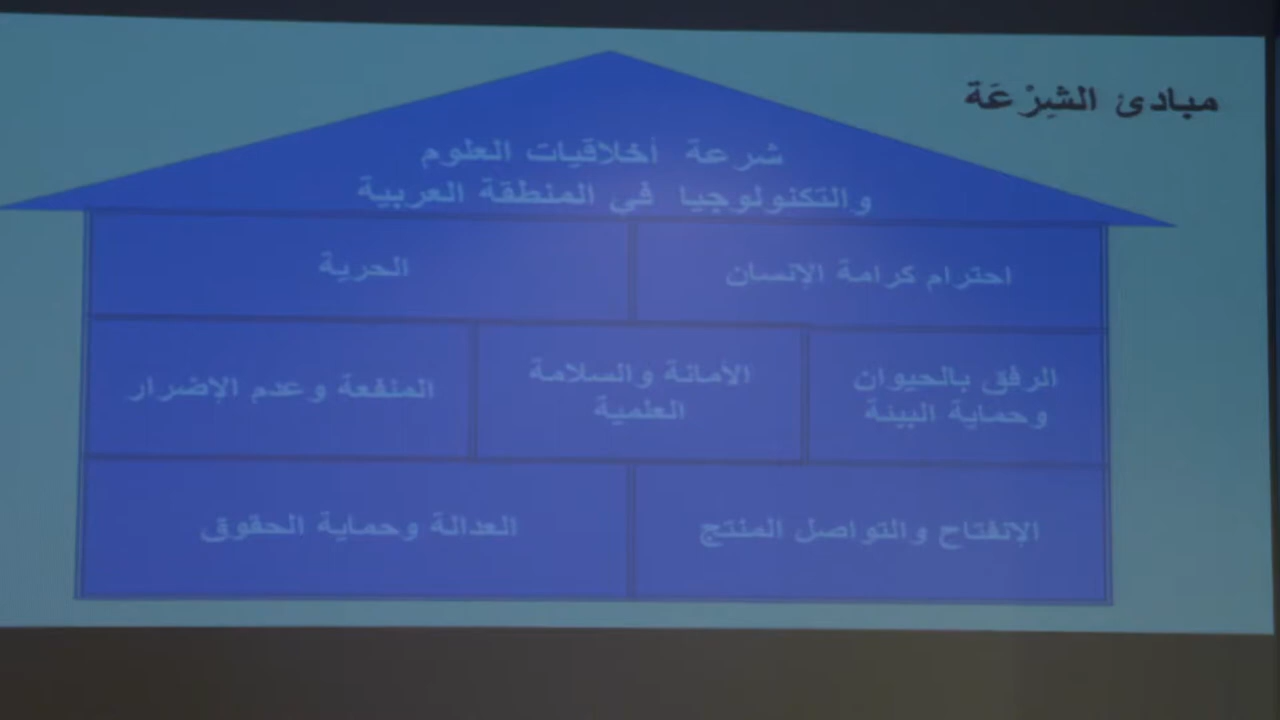 مبادئ الشِرْعَة
شرعة أخلاقيات العلوم
والتكنولوجيا في المنطقة العربية
احترام كرامة الإنسان
الحرية
الرفق بالحيوان
وحماية البيئة
الأمانة والسلامة
العلمية
المنفعة وعدم الإضرار
الإنفتاح والتواصل المنتج
العدالة وحماية الحقوق